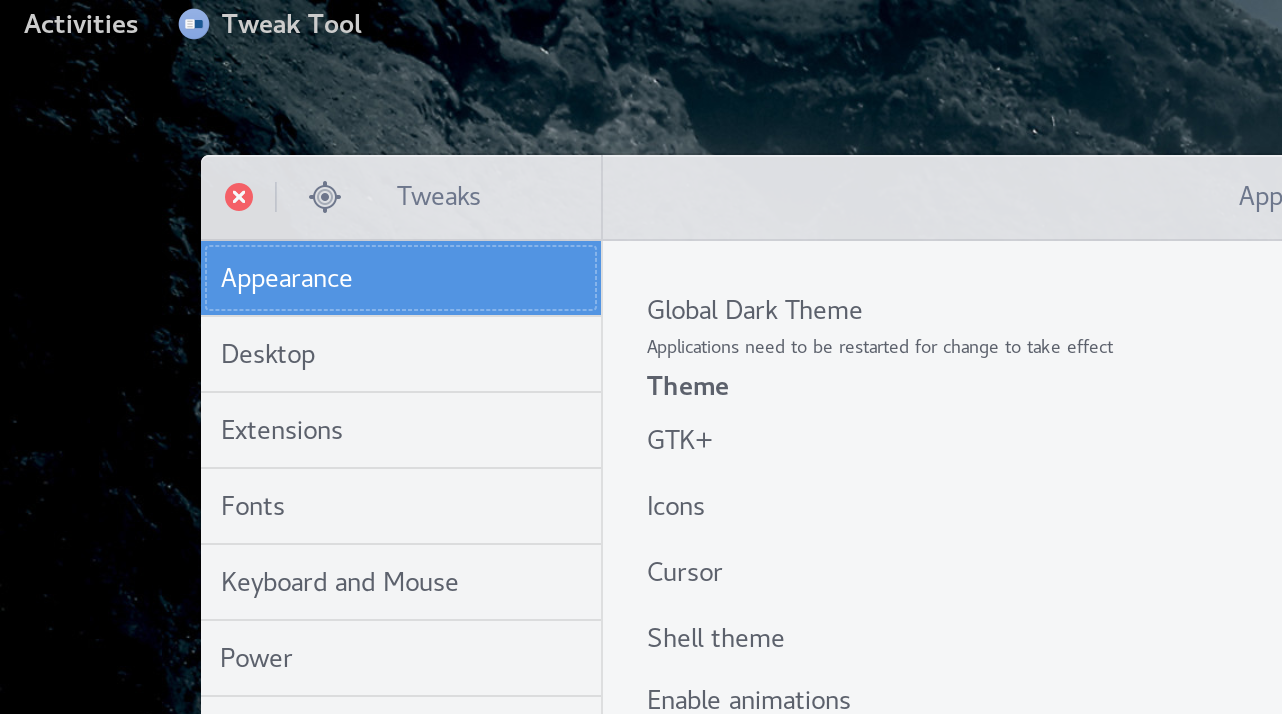 Activities
Tweak Tool
Tweaks
App
Appearance
Desktop
Extensions
Fonts
Keyboard and Mouse
Power
Global Dark Theme
Applications need to be restarted for change to take effect
Theme
GTK+
Icons
Cursor
Shell theme
Enable animations